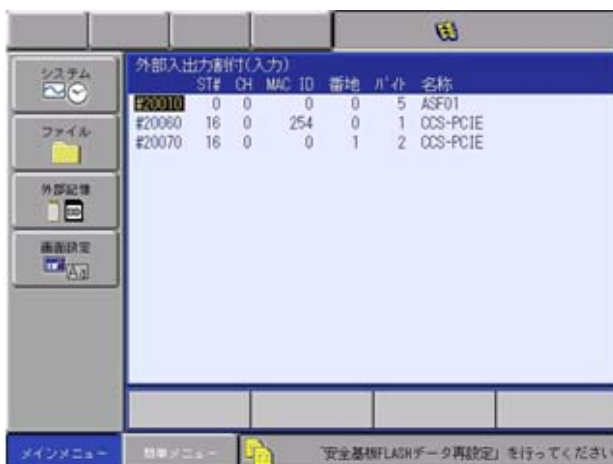 システム
ファイル
外部記憶
画面設定
外部入出力割付(入力)
ST# CH MAC ID 番地 バイト 名称
#20010 0 0 0 0 5 ASF01
#20060 16 0 254 0 1 CCS-PCIE
#20070 16 0 0 1 2 CCS-PCIE
メインメニュー
簡単メニュー
「安全基板FLASHデータ再設定」を行ってください